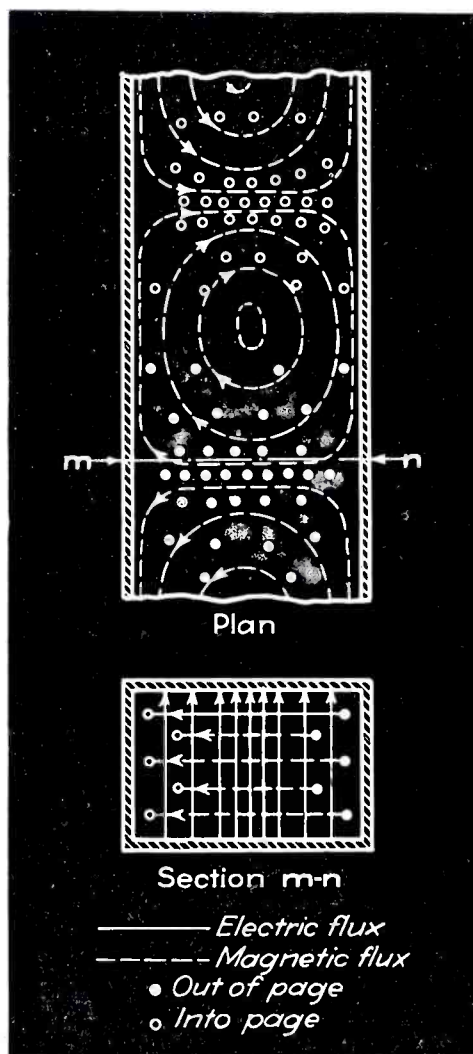 m n
Plan
Section m-n
Electric flux
Magnetic flux
Out of page
Into page